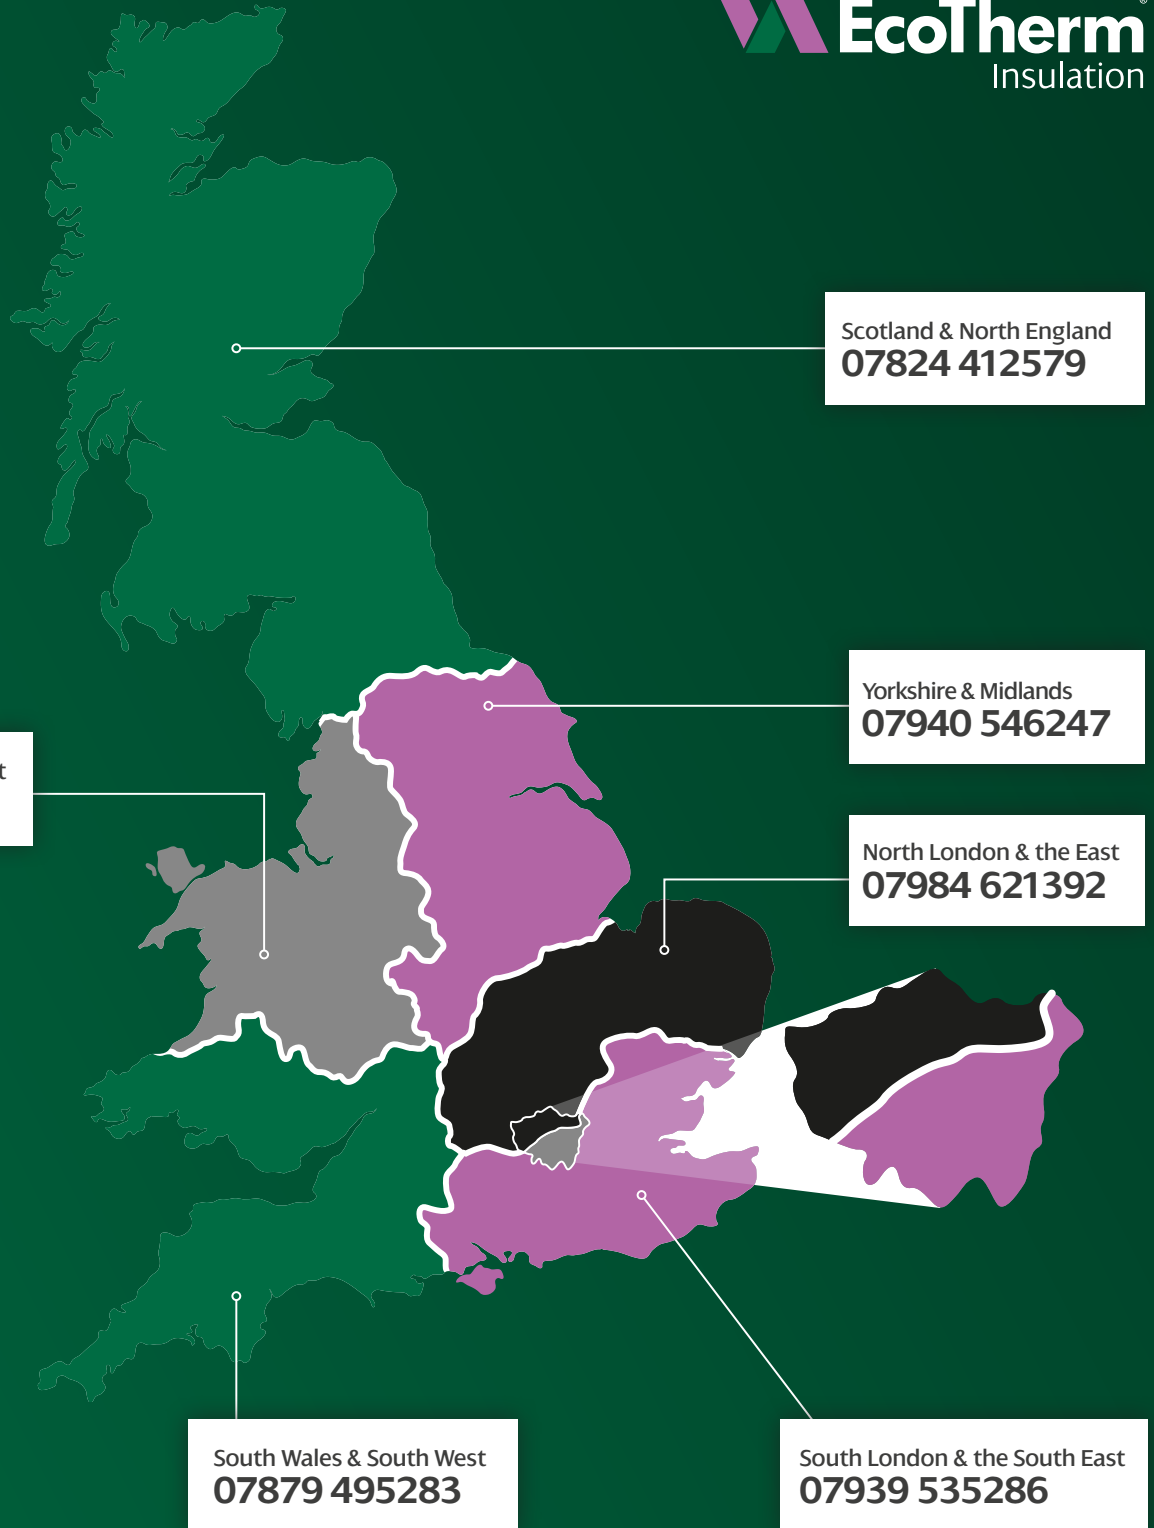 EcoTherm®
Insulation
Scotland & North England
07824 412579
Yorkshire & Midlands
07940 546247
North London & the East
07984 621392
South Wales & South West
07879 495283
South London & the South East
07939 535286